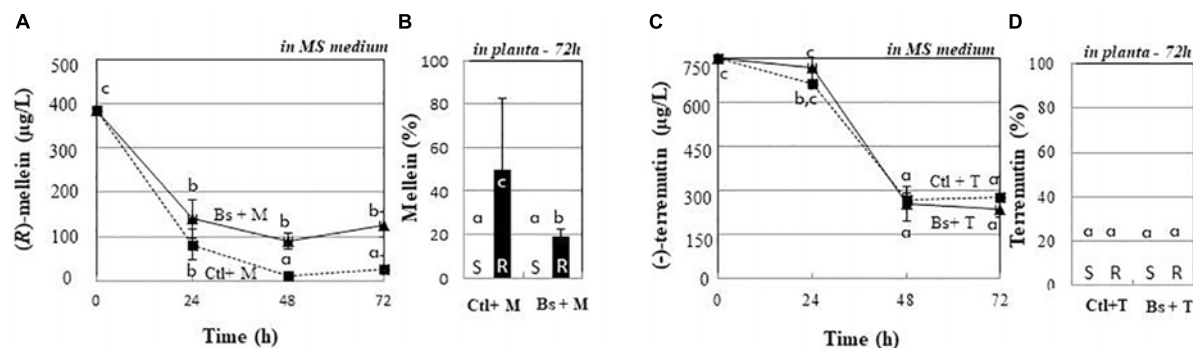 A
in MS medium
(R)-mellein (µg/L)
500
400
300
200
100
0
c
b
Bs + M
b
b
b
Ctl+ M
a
a
0 24 48 72
Time (h)
B
in planta - 72h
Mellein (%)
100
80
60
40
20
0
a c a b
S R S R
Ctl+ M Bs + M
C
in MS medium
(-)-terremutin (µg/L)
750
600
450
300
150
0
c
c
b,c
a
Ctl + T
a
Bs+ T
a
a
0 24 48 72
Time (h)
D
in planta - 72h
Terremutin (%)
100
80
60
40
20
0
a a a a
S R S R
Ctl+T Bs + T